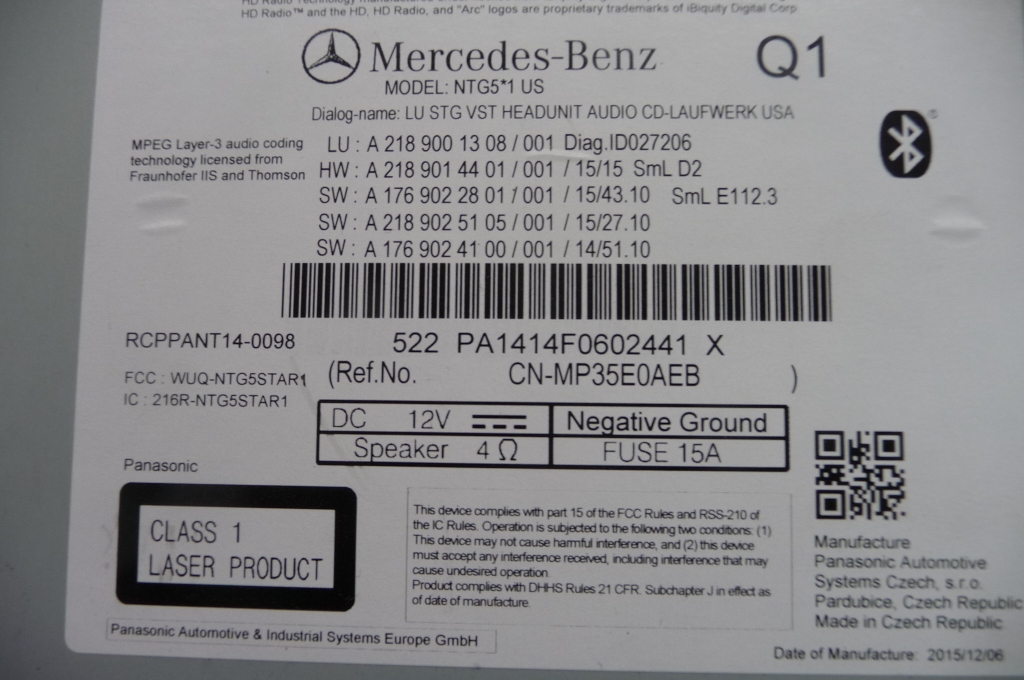 HD Radio™ and the HD, HD Radio, and "Arc" logos are proprietary trademarks of iBiquity Digital Corp
Mercedes-Benz Q1
MODEL: NTG5*1 US
Dialog-name: LU STG VST HEADUNIT AUDIO CD-LAUFWERK USA
MPEG Layer-3 audio coding
technology licensed from
Fraunhofer IIS and Thomson
LU : A 218 900 13 08 / 001 Diag.ID027206
HW : A 218 901 44 01 / 001 / 15/15 SmL D2
SW : A 176 902 28 01 / 001 / 15/43.10 SmL E112.3
SW : A 218 902 51 05 / 001 / 15/27.10
SW : A 176 902 41 00 / 001 / 14/51.10
RCPPANT14-0098
522 PA1414F0602441 X
(Ref.No. CN-MP35E0AEB )
FCC : WUQ-NTG5STAR1
IC : 216R-NTG5STAR1
DC 12V Negative Ground
Speaker 4 Ω FUSE 15A
Panasonic
CLASS 1
LASER PRODUCT
This device complies with part 15 of the FCC Rules and RSS-210 of
the IC Rules. Operation is subjected to the following two conditions: (1)
This device may not cause harmful interference, and (2) this device
must accept any interference received, including interference that may
cause undesired operation.
Product complies with DHHS Rules 21 CFR. Subchapter J in effect as
of date of manufacture.
Manufacture
Panasonic Automotive
Systems Czech, s.r.o.
Pardubice, Czech Republic
Made in Czech Republic
Panasonic Automotive & Industrial Systems Europe GmbH
Date of Manufacture: 2015/12/06